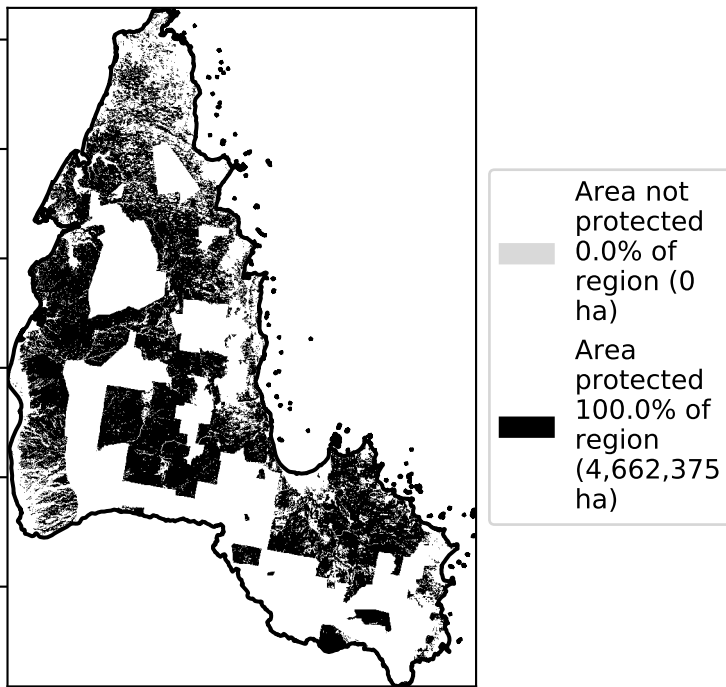 Area not
protected
0.0% of
region (0
ha)
Area
protected
100.0% of
region
(4,662,375
ha)